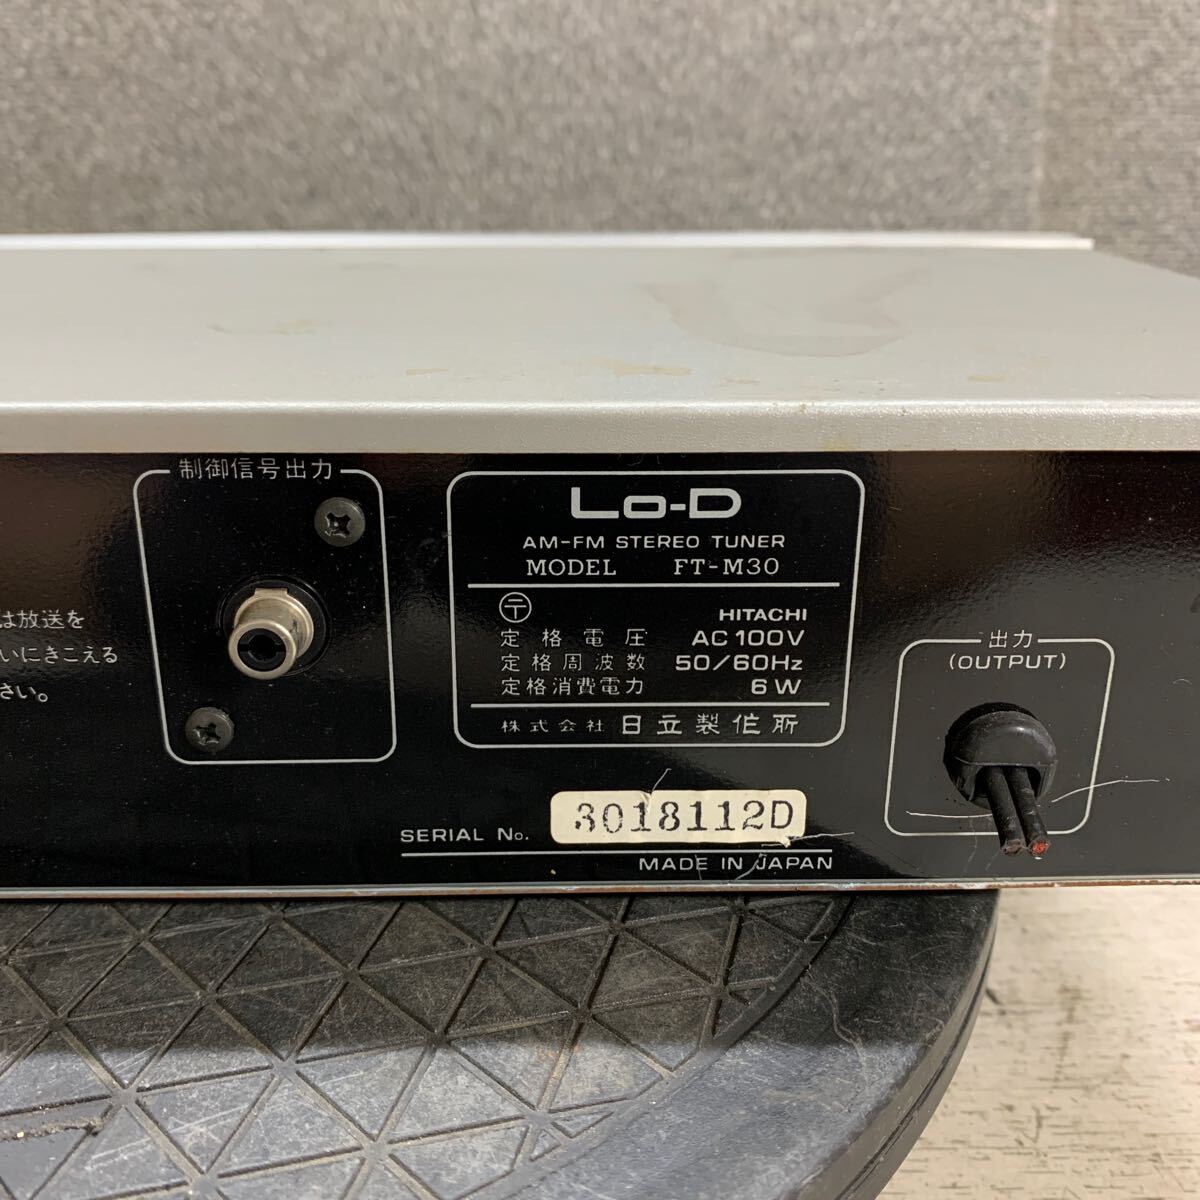 制御信号出力
は放送を
いにきこえる
さい。
Lo-D
AM-FM STEREO TUNER
MODEL FT-M30
〒 HITACHI
定格電圧 AC100V
定格周波数 50/60Hz
定格消費電力 6W
株式会社 日立製作所
出力
(OUTPUT)
SERIAL No. 3018112D
MADE IN JAPAN